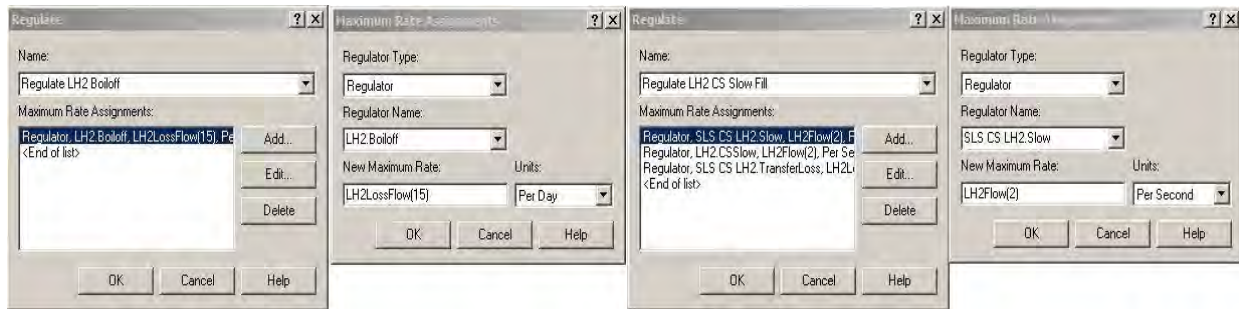 Regulate
Name:
Regulate LH2 Boiloff
Maximum Rate Assignments:
Regulator, LH2.Boiloff, LH2LossFlow(15), Pe
<End of list>
Add...
Edit...
Delete
OK Cancel Help
Maximum Rate Assignments
Regulator Type:
Regulator
Regulator Name:
LH2.Boiloff
New Maximum Rate: Units:
LH2LossFlow(15) Per Day
OK Cancel Help
Regulate
Name:
Regulate LH2 CS Slow Fill
Maximum Rate Assignments:
Regulator, SLS CS LH2.Slow, LH2Flow(2), P
Regulator, LH2.CSSlow, LH2Flow(2), Per Se
Regulator, SLS CS LH2.TransferLoss, LH2L
<End of list>
Add...
Edit...
Delete
OK Cancel Help
Maximum Rate
Regulator Type:
Regulator
Regulator Name:
SLS CS LH2.Slow
New Maximum Rate: Units:
LH2Flow(2) Per Second
OK Cancel Help